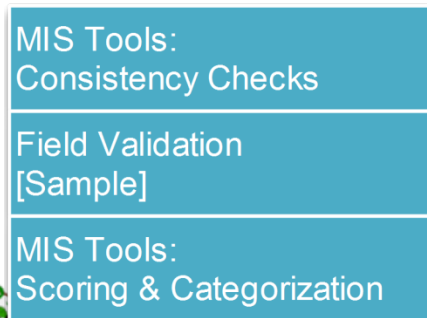 MIS Tools:
Consistency Checks
Field Validation
[Sample]
MIS Tools:
Scoring & Categorization